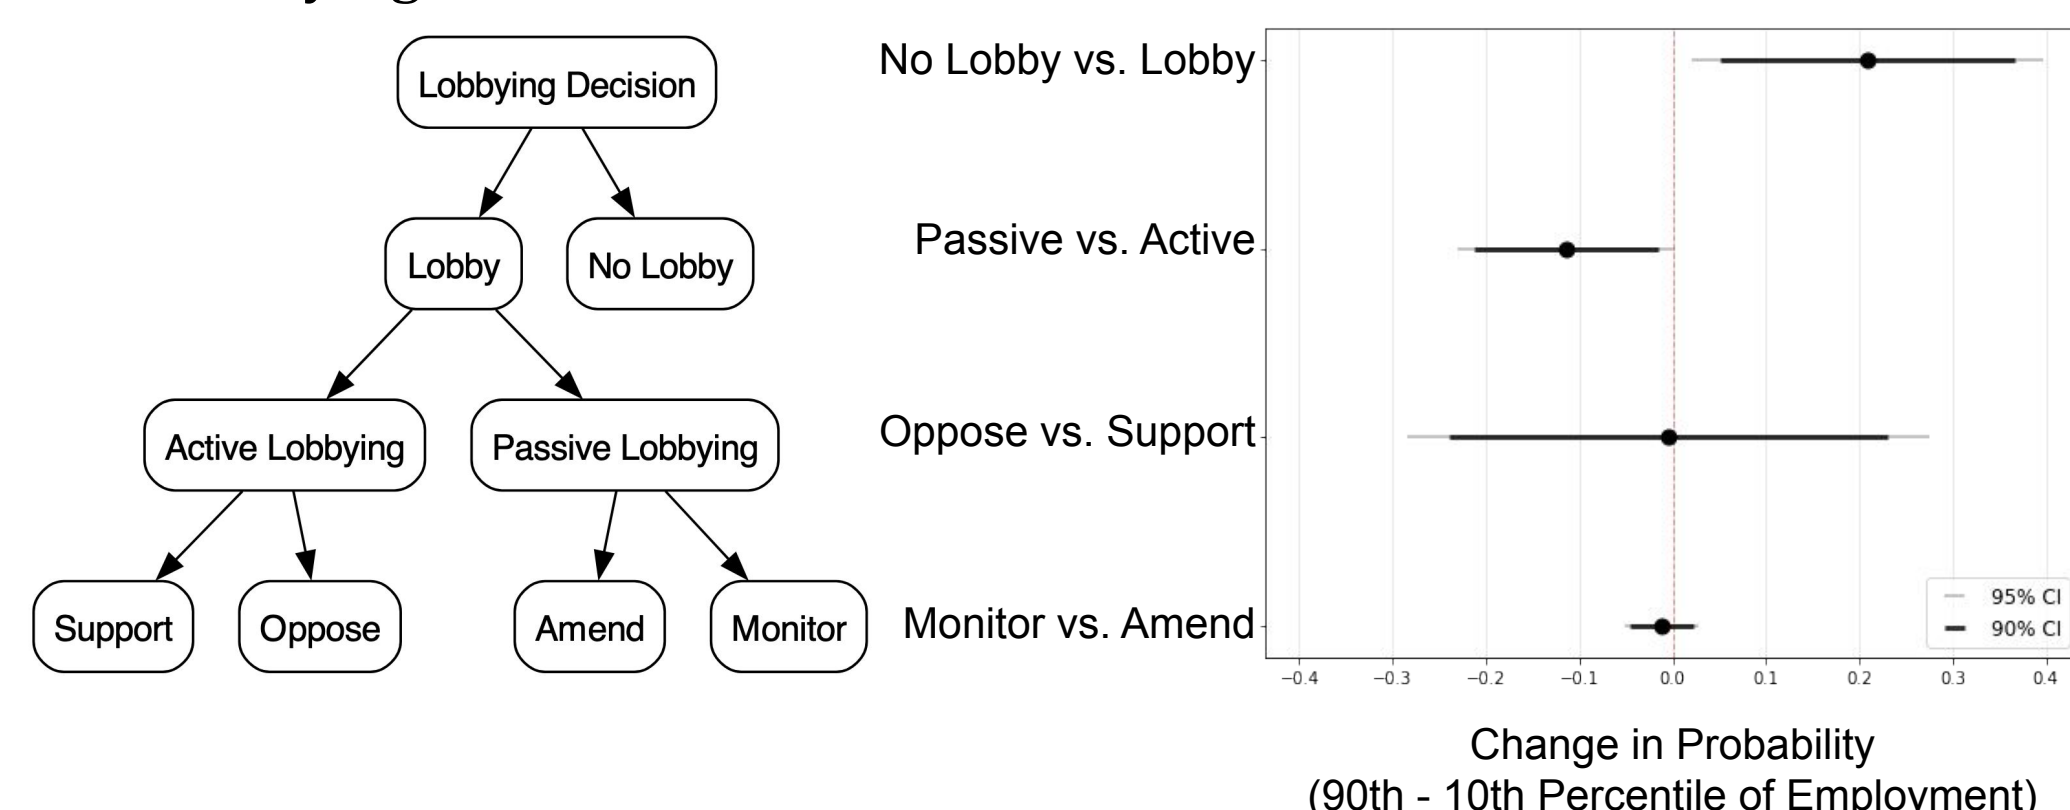 Lobbying Decision
Lobby
No Lobby
Active Lobbying
Passive Lobbying
Support
Oppose
Amend
Monitor
No Lobby vs. Lobby
Passive vs. Active
Oppose vs. Support
Monitor vs. Amend
95% CI
90% CI
−0.4 −0.3 −0.2 −0.1 0.0 0.1 0.2 0.3 0.4
Change in Probability
(90th - 10th Percentile of Employment)